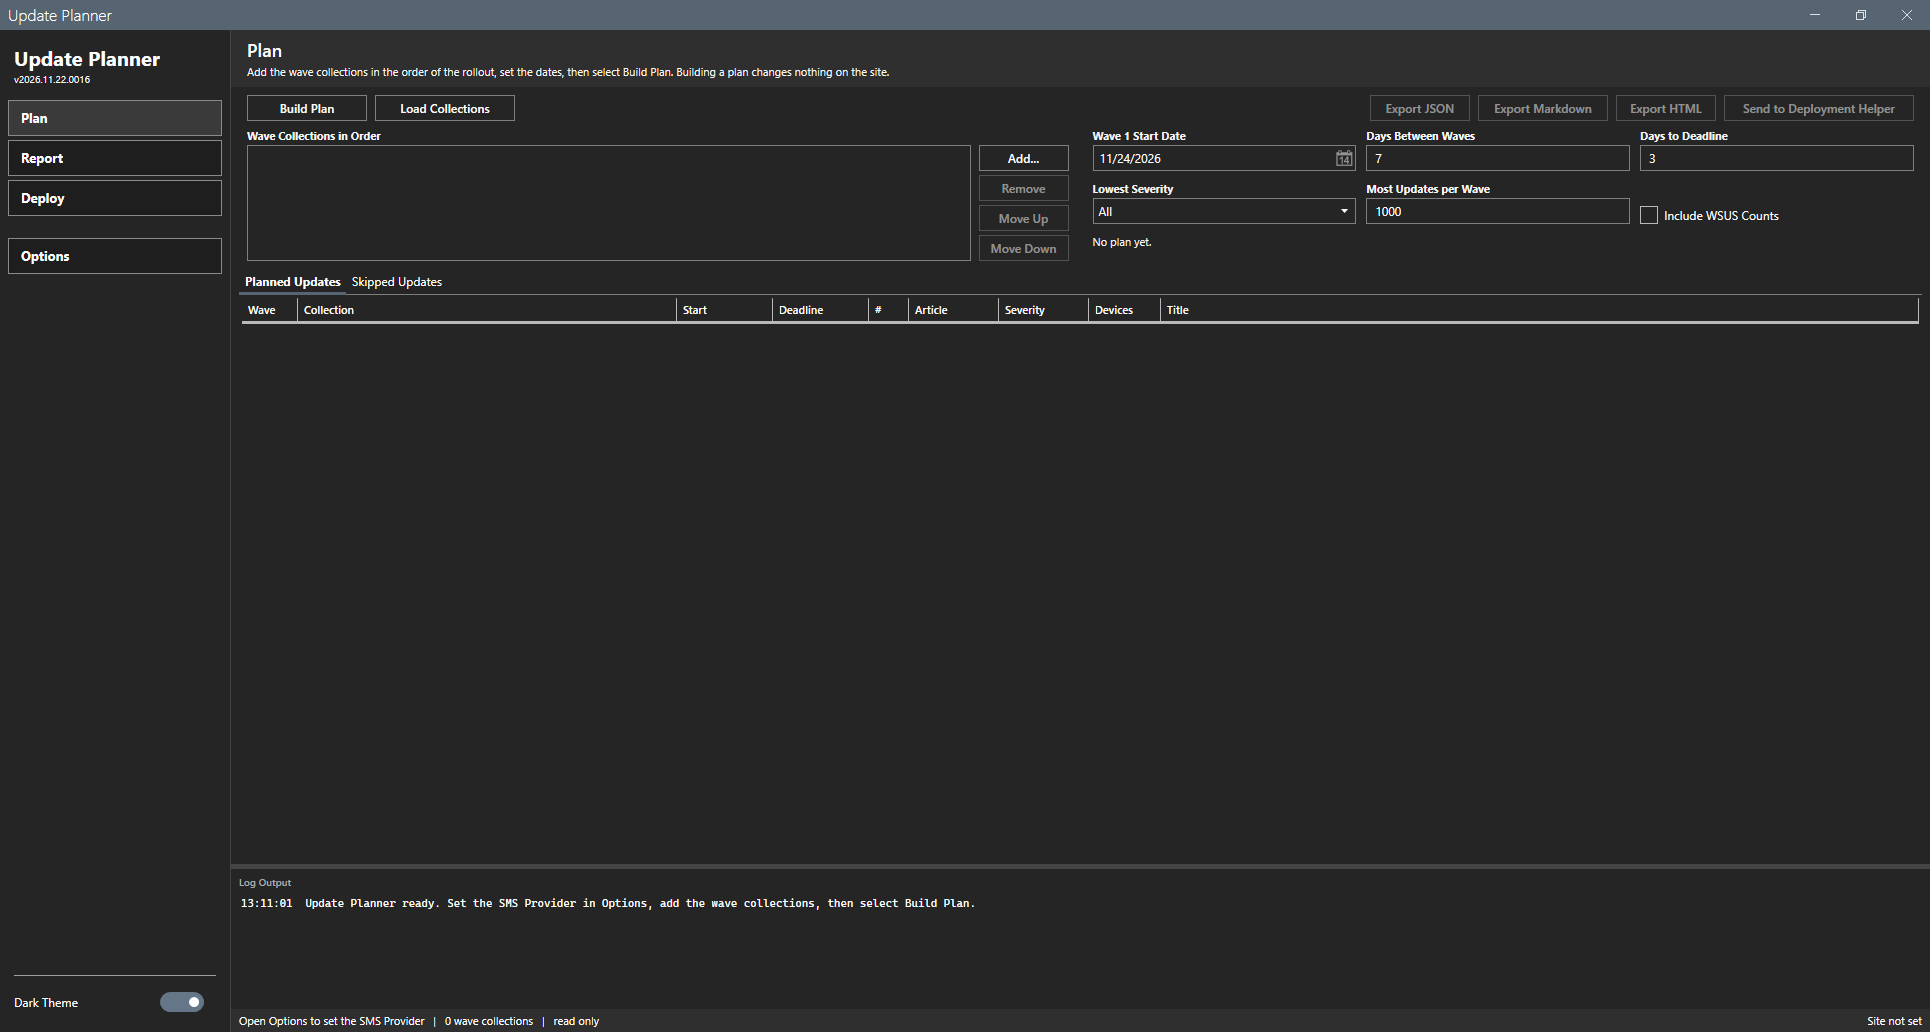 Update Planner
Update Planner
v2026.11.22.0016
Plan
Report
Deploy
Options
Dark Theme
Plan
Add the wave collections in the order of the rollout, set the dates, then select Build Plan. Building a plan changes nothing on the site.
Build Plan
Load Collections
Export JSON
Export Markdown
Export HTML
Send to Deployment Helper
Wave Collections in Order
Add...
Remove
Move Up
Move Down
Wave 1 Start Date
11/24/2026
14
Days Between Waves
7
Days to Deadline
3
Lowest Severity
All
Most Updates per Wave
1000
Include WSUS Counts
No plan yet.
Planned Updates
Skipped Updates
Wave
Collection
Start
Deadline
#
Article
Severity
Devices
Title
Log Output
13:11:01  Update Planner ready. Set the SMS Provider in Options, add the wave collections, then select Build Plan.
Open Options to set the SMS Provider | 0 wave collections | read only
Site not set